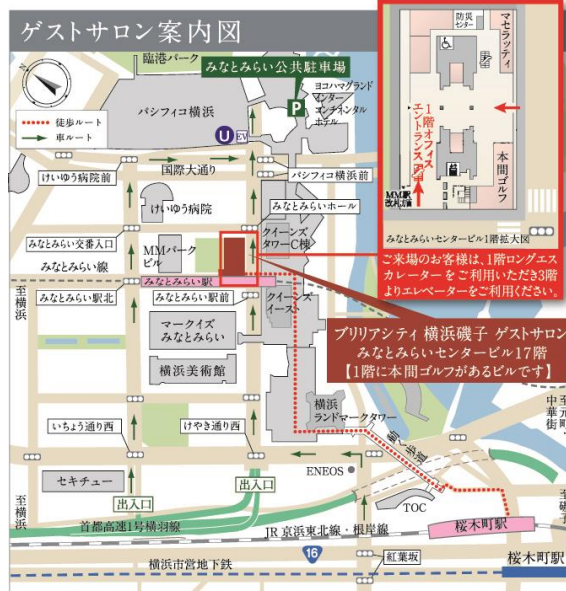 ゲストサロン案内図
臨港パーク
みなとみらい公共駐車場
防災
センター
マセラッティ
徒歩ルート
車ルート
パシフィコ横浜
ヨコハマグランド
インター
コンチネンタル
ホテル
P
U
EV
1階オフィス
エントランス
本間ゴルフ
MM駅
改札階
みなとみらいセンタービル1階拡大図
ご来場のお客様は、1階ロングエス
カレーターをご利用いただき3階
よりエレベーターをご利用ください。
国際大通り
けいゆう病院前
パシフィコ横浜前
けいゆう病院
みなとみらいホール
みなとみらい交番入口
MMパーク
ビル
クイーンズ
タワーC棟
みなとみらい線
至横浜
みなとみらい駅
みなとみらい駅北
みなとみらい駅前
クイーンズ
イースト
ブリリアシティ 横浜磯子 ゲストサロン
みなとみらいセンタービル17階
【1階に本間ゴルフがあるビルです】
マークイズ
みなとみらい
横浜美術館
横浜
ランドマークタワー
至元町・
中華街
動く歩道
いちょう通り西
けやき通り西
ENEOS
セキチュー
出入口
出入口
TOC
至横浜
至磯子
首都高速1号横羽線
JR 京浜東北線・根岸線
桜木町駅
16
紅葉坂
横浜市営地下鉄
桜木町駅